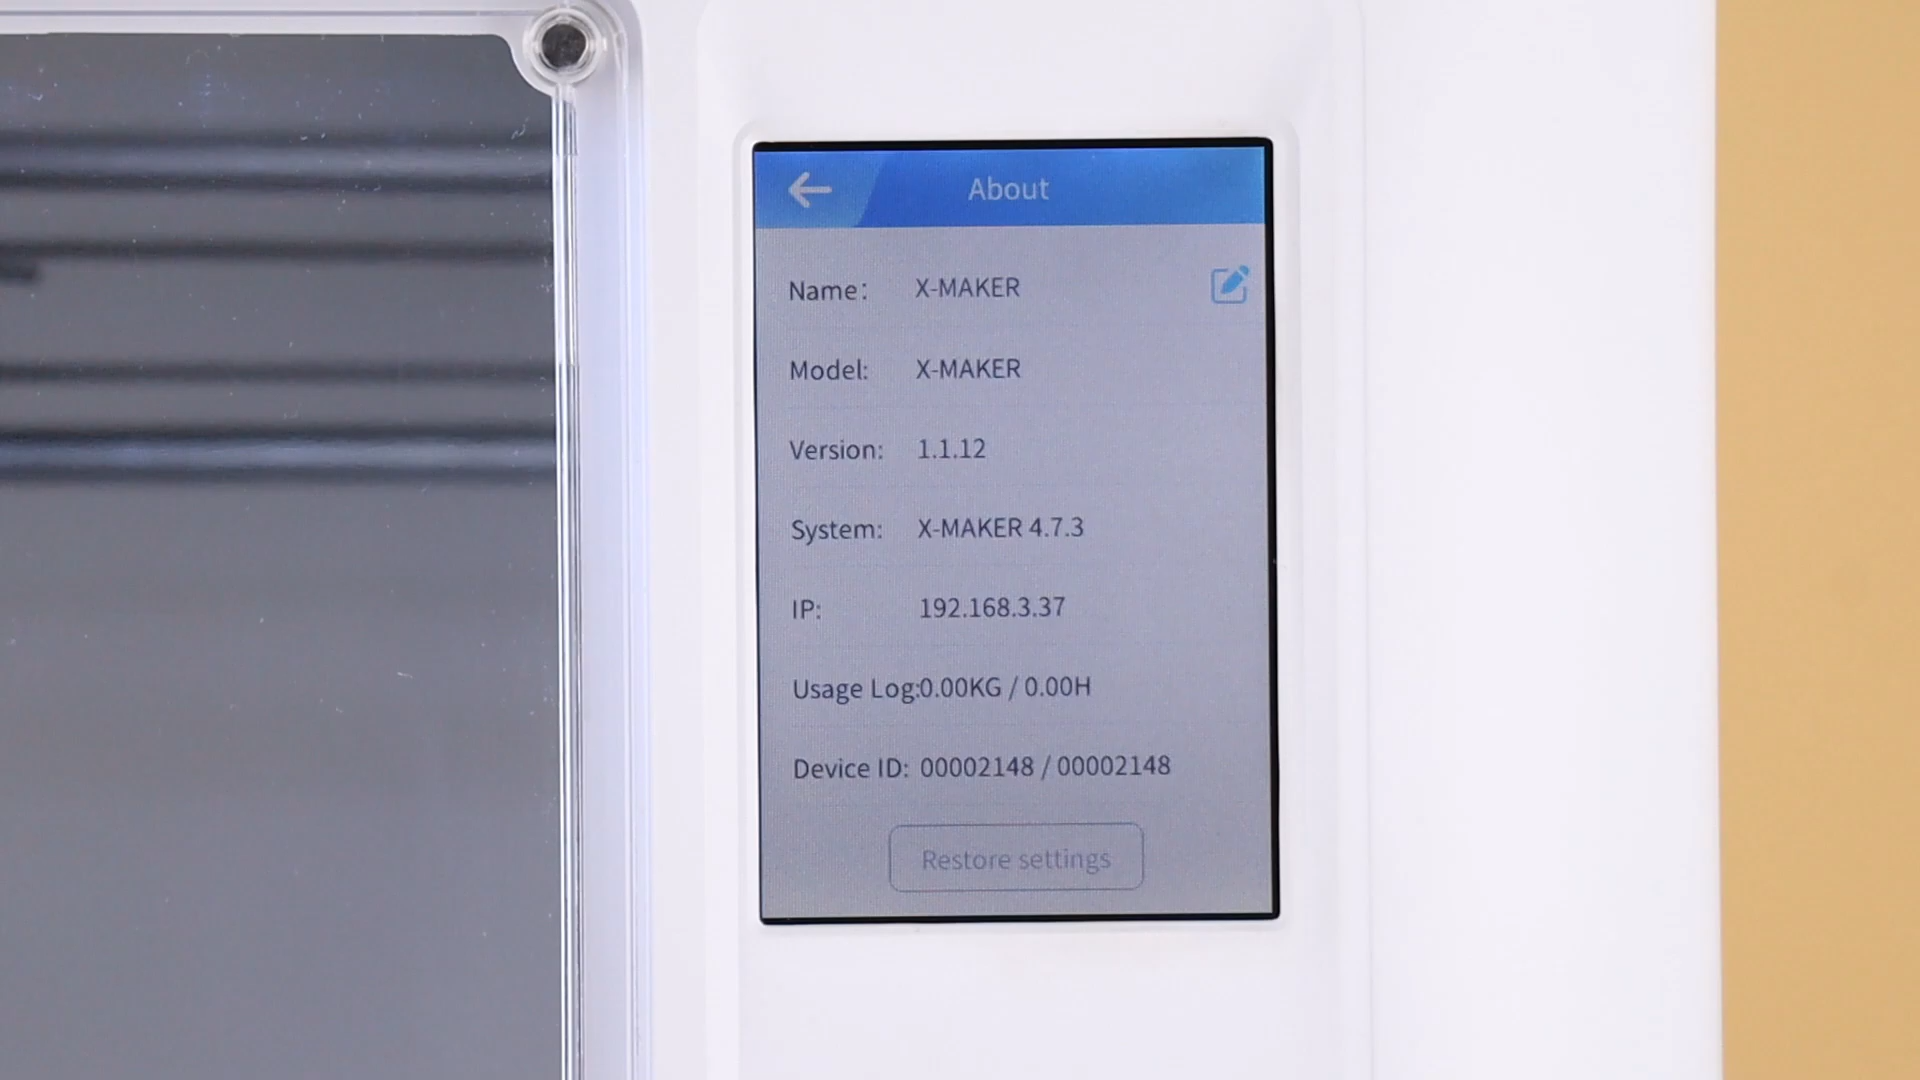 About
Name: X-MAKER
Model: X-MAKER
Version: 1.1.12
System: X-MAKER 4.7.3
IP: 192.168.3.37
Usage Log:0.00KG / 0.00H
Device ID: 00002148 / 00002148
Restore settings